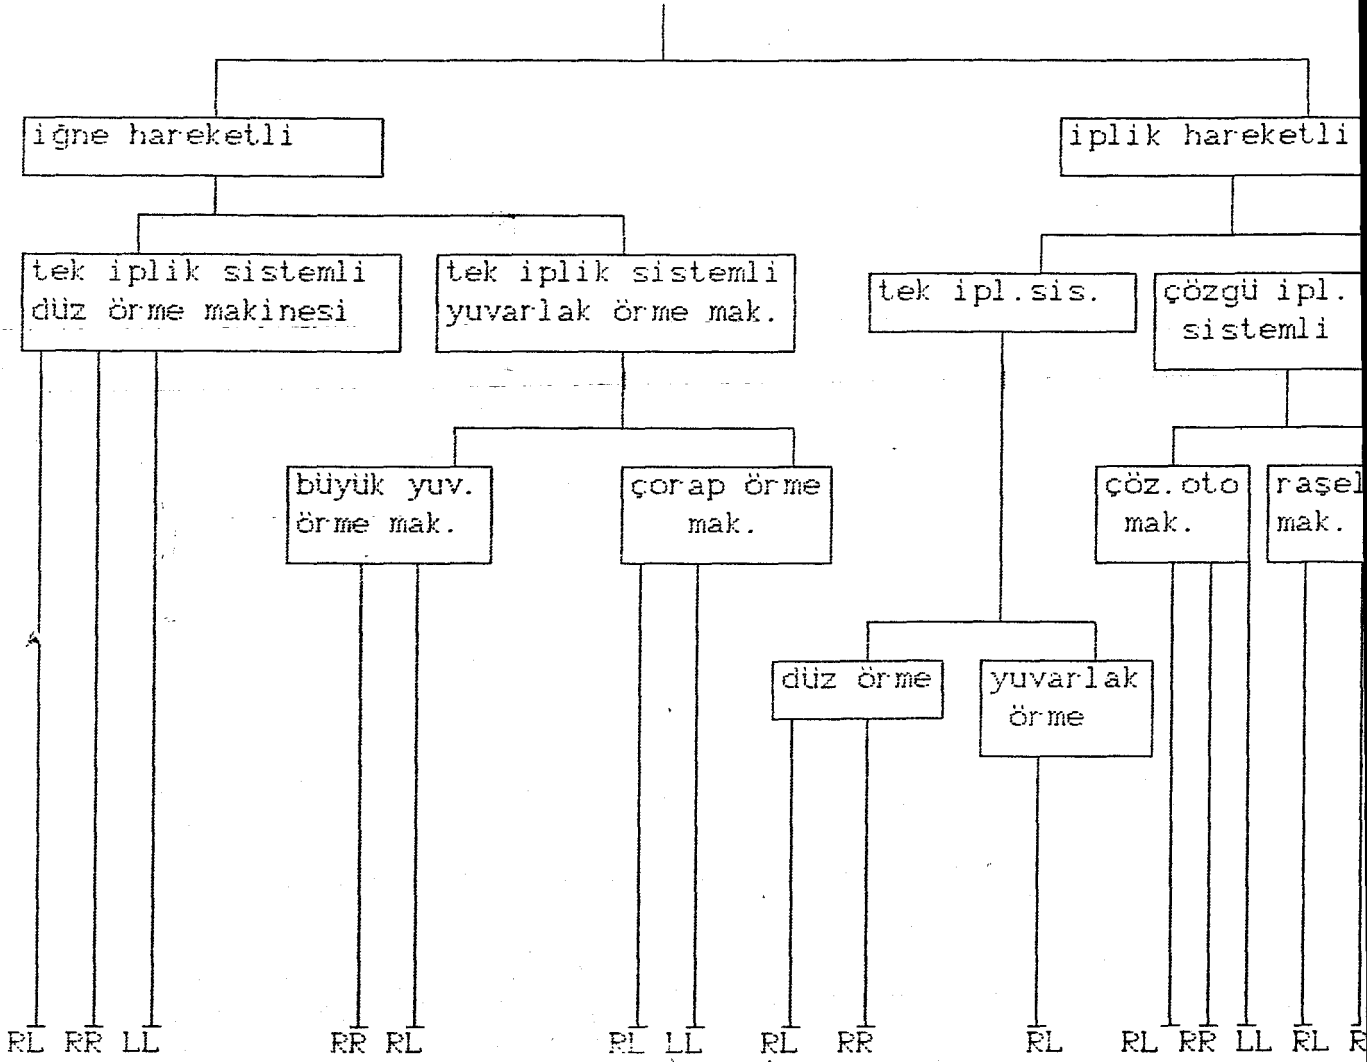 iğne hareketli
iplik hareketli
tek iplik sistemli
düz örme makinesi
tek iplik sistemli
yuvarlak örme mak.
tek ipl.sis.
çözgü ipl.
sistemli
büyük yuv.
örme mak.
çorap örme
mak.
çöz.oto
mak.
raşel
mak.
düz örme
yuvarlak
örme
RL RR LL RR RL RL LL RL RR RL RL RR LL RL R